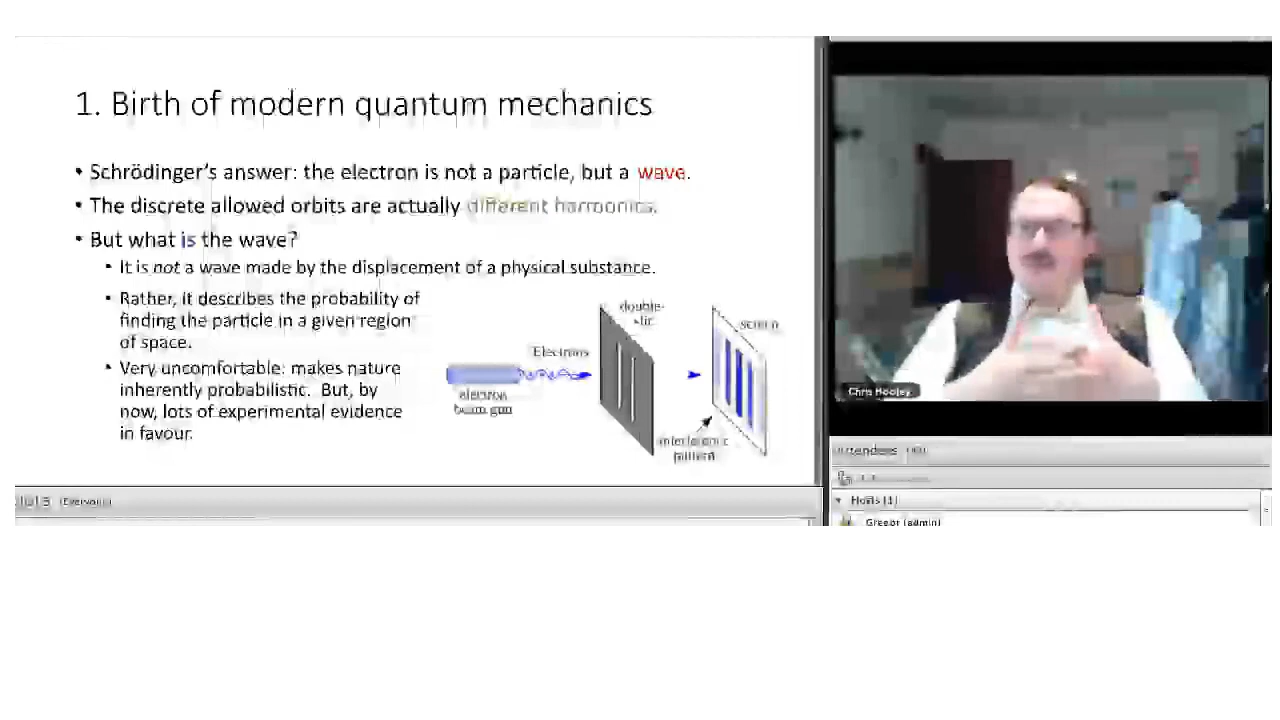 1. Birth of modern quantum mechanics
• Schrödinger's answer: the electron is not a particle, but a wave.
• The discrete allowed orbits are actually different harmonics.
• But what is the wave?
• It is not a wave made by the displacement of a physical substance.
• Rather, it describes the probability of
finding the particle in a given region
of space.
• Very uncomfortable: makes nature
inherently probabilistic. But, by
now, lots of experimental evidence
in favour.
Electrons
electron
beam gun
double-
screen
interference
pattern
(Everyone)
Chris Hooley
Attendees
Hosts (1)
Gregor (admin)